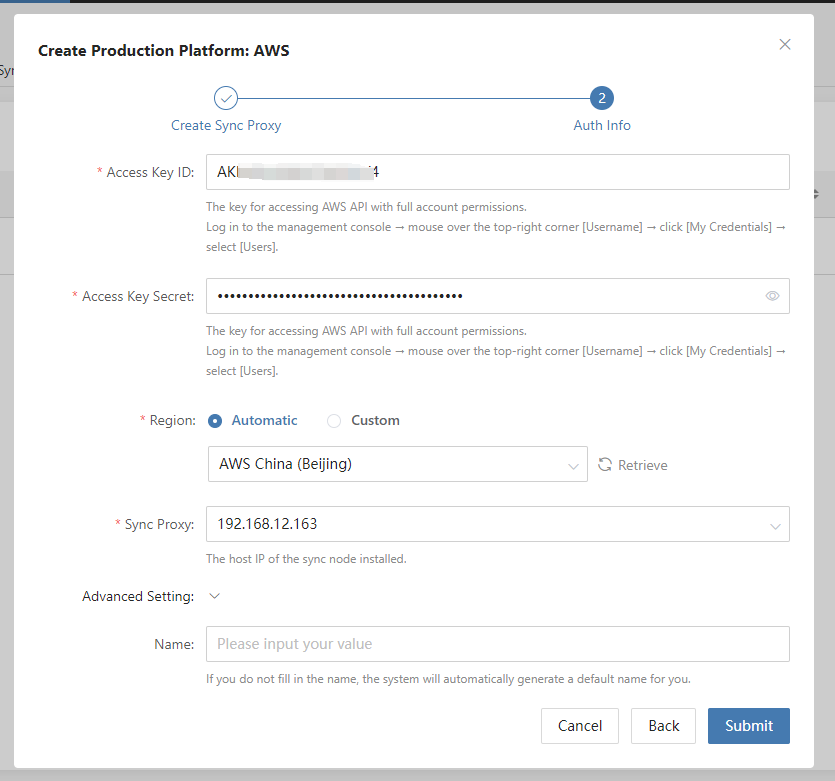 Create Production Platform: AWS
Create Sync Proxy
2
Auth Info
* Access Key ID:
The key for accessing AWS API with full account permissions.
Log in to the management console → mouse over the top-right corner [Username] → click [My Credentials] →
select [Users].
* Access Key Secret:
••••••••••••••••••••••••••••••••••••••••
The key for accessing AWS API with full account permissions.
Log in to the management console → mouse over the top-right corner [Username] → click [My Credentials] →
select [Users].
* Region: Automatic Custom
AWS China (Beijing) Retrieve
* Sync Proxy: 192.168.12.163
The host IP of the sync node installed.
Advanced Setting:
Name: Please input your value
If you do not fill in the name, the system will automatically generate a default name for you.
Cancel Back Submit